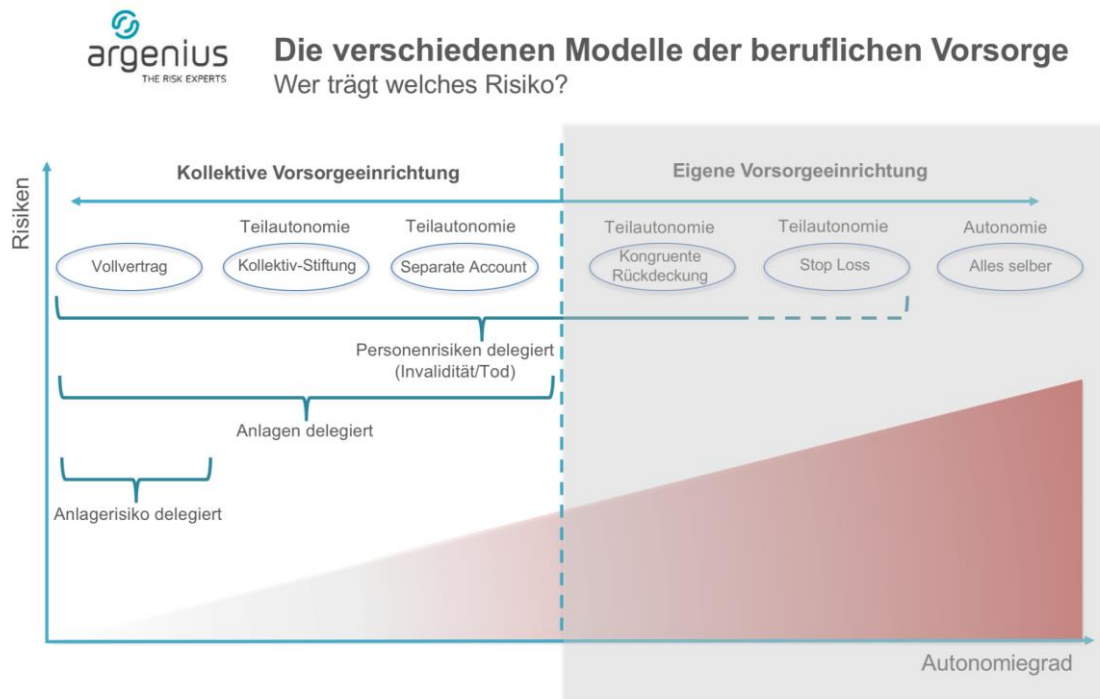 argenius
THE RISK EXPERTS
Die verschiedenen Modelle der beruflichen Vorsorge
Wer trägt welches Risiko?
Risiken
Kollektive Vorsorgeeinrichtung
Eigene Vorsorgeeinrichtung
Vollvertrag
Teilautonomie
Kollektiv-Stiftung
Teilautonomie
Separate Account
Teilautonomie
Kongruente
Rückdeckung
Teilautonomie
Stop Loss
Autonomie
Alles selber
Personenrisiken delegiert
(Invalidität/Tod)
Anlagen delegiert
Anlagerisiko delegiert
Autonomiegrad